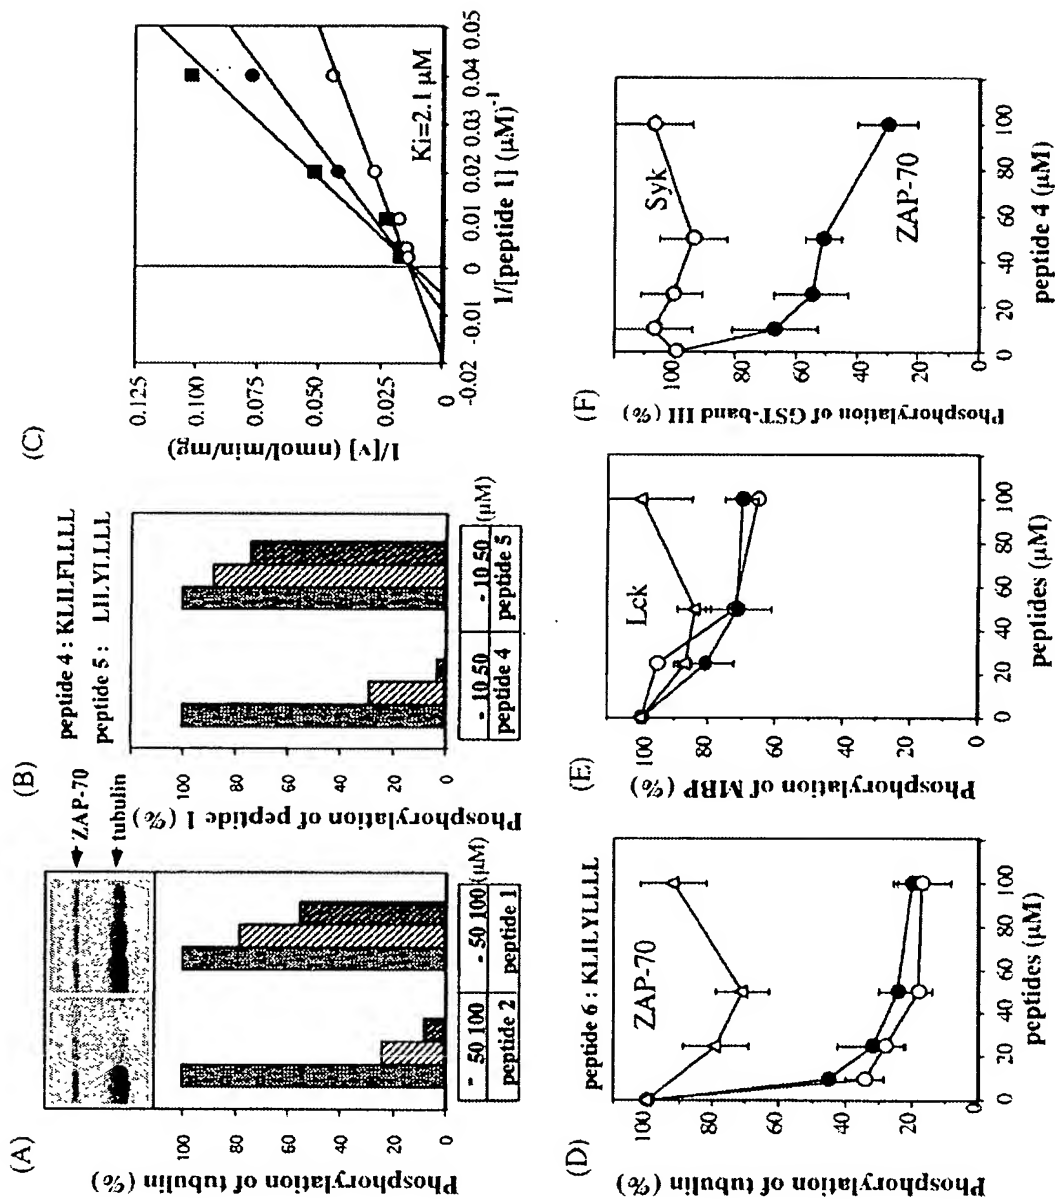 (A)
ZAP-70
tubulin
Phosphorylation of tubulin (%)
100
80
60
40
20
0
- 50 100
- 50 100
(μM)
peptide 2
peptide 1
(B)
peptide 4 : KLILFLLLL
peptide 5 : LILYLLLL
Phosphorylation of peptide 1 (%)
100
80
60
40
20
0
- 10 50
- 10 50
(μM)
peptide 4
peptide 5
(C)
1/[v] (nmol/min/mg)
0.125
0.100
0.075
0.050
0.025
0
Ki=2.1 μM
-0.02
-0.01
0
0.01
0.02
0.03
0.04
0.05
1/[peptide 1] (μM)-1
(D)
peptide 6 : KLILYLLLL
ZAP-70
Phosphorylation of tubulin (%)
100
80
60
40
20
0
20
40
60
80
100
peptides (μM)
(E)
Lck
Phosphorylation of MBP (%)
100
80
60
40
20
0
0
20
40
60
80
100
peptides (μM)
(F)
Syk
ZAP-70
Phosphorylation of GST-band III (%)
100
80
60
40
20
0
0
20
40
60
80
100
peptide 4 (μM)